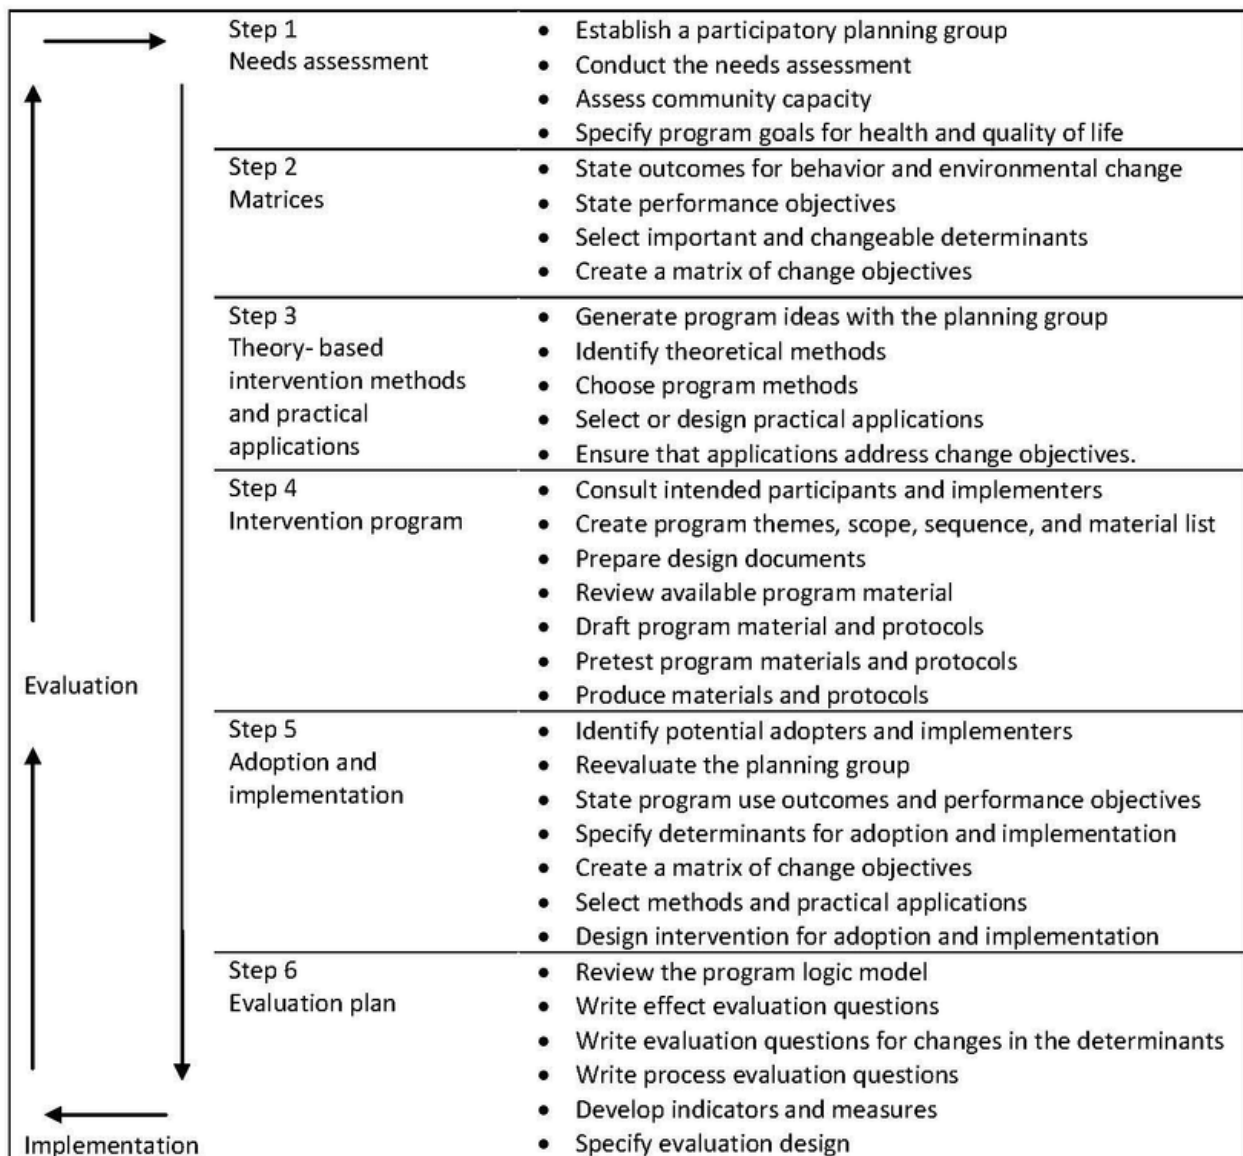 Step 1
Needs assessment
• Establish a participatory planning group
• Conduct the needs assessment
• Assess community capacity
• Specify program goals for health and quality of life
Step 2
Matrices
• State outcomes for behavior and environmental change
• State performance objectives
• Select important and changeable determinants
• Create a matrix of change objectives
Step 3
Theory- based
intervention methods
and practical
applications
• Generate program ideas with the planning group
• Identify theoretical methods
• Choose program methods
• Select or design practical applications
• Ensure that applications address change objectives.
Step 4
Intervention program
• Consult intended participants and implementers
• Create program themes, scope, sequence, and material list
• Prepare design documents
• Review available program material
• Draft program material and protocols
• Pretest program materials and protocols
• Produce materials and protocols
Evaluation
Step 5
Adoption and
implementation
• Identify potential adopters and implementers
• Reevaluate the planning group
• State program use outcomes and performance objectives
• Specify determinants for adoption and implementation
• Create a matrix of change objectives
• Select methods and practical applications
• Design intervention for adoption and implementation
Step 6
Evaluation plan
• Review the program logic model
• Write effect evaluation questions
• Write evaluation questions for changes in the determinants
• Write process evaluation questions
• Develop indicators and measures
• Specify evaluation design
Implementation